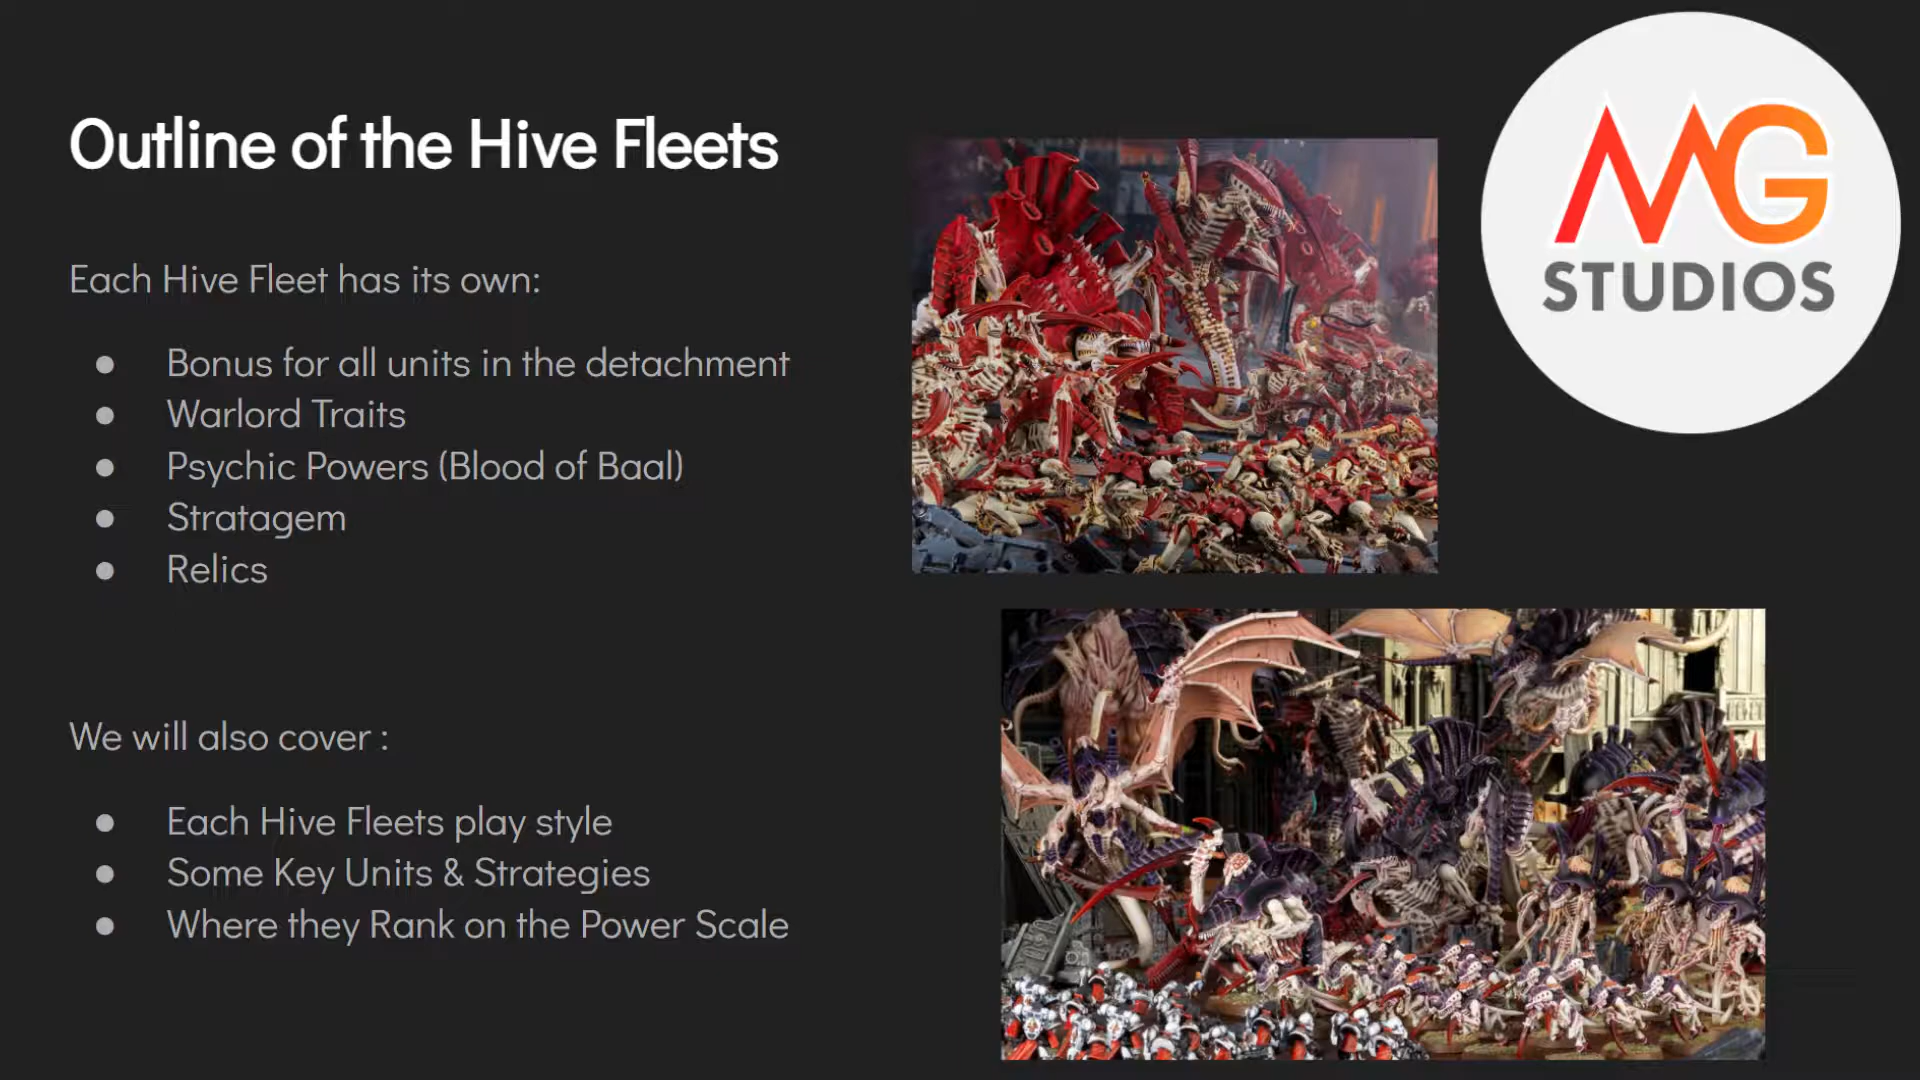 Outline of the Hive Fleets
Each Hive Fleet has its own:
● Bonus for all units in the detachment
● Warlord Traits
● Psychic Powers (Blood of Baal)
● Stratagem
● Relics
We will also cover :
● Each Hive Fleets play style
● Some Key Units & Strategies
● Where they Rank on the Power Scale
MG
STUDIOS